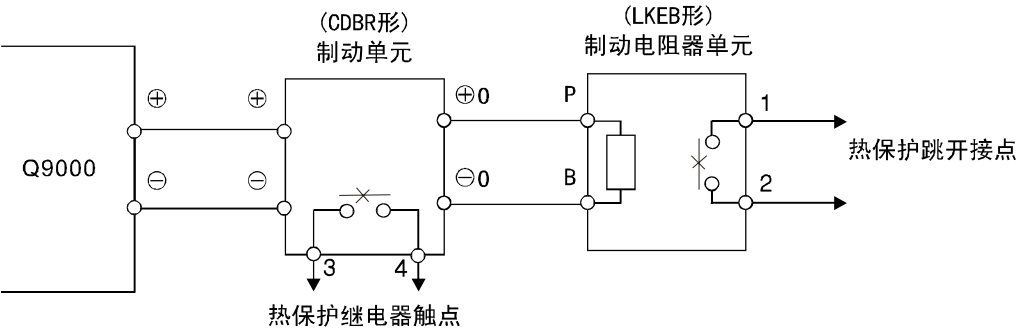 (CDBR形)
制动单元
(LKEB形)
制动电阻器单元
Q9000
⊕
⊕
⊖
⊖
⊕0
⊖0
P
B
1
2
热保护跳开接点
3
4
热保护继电器触点